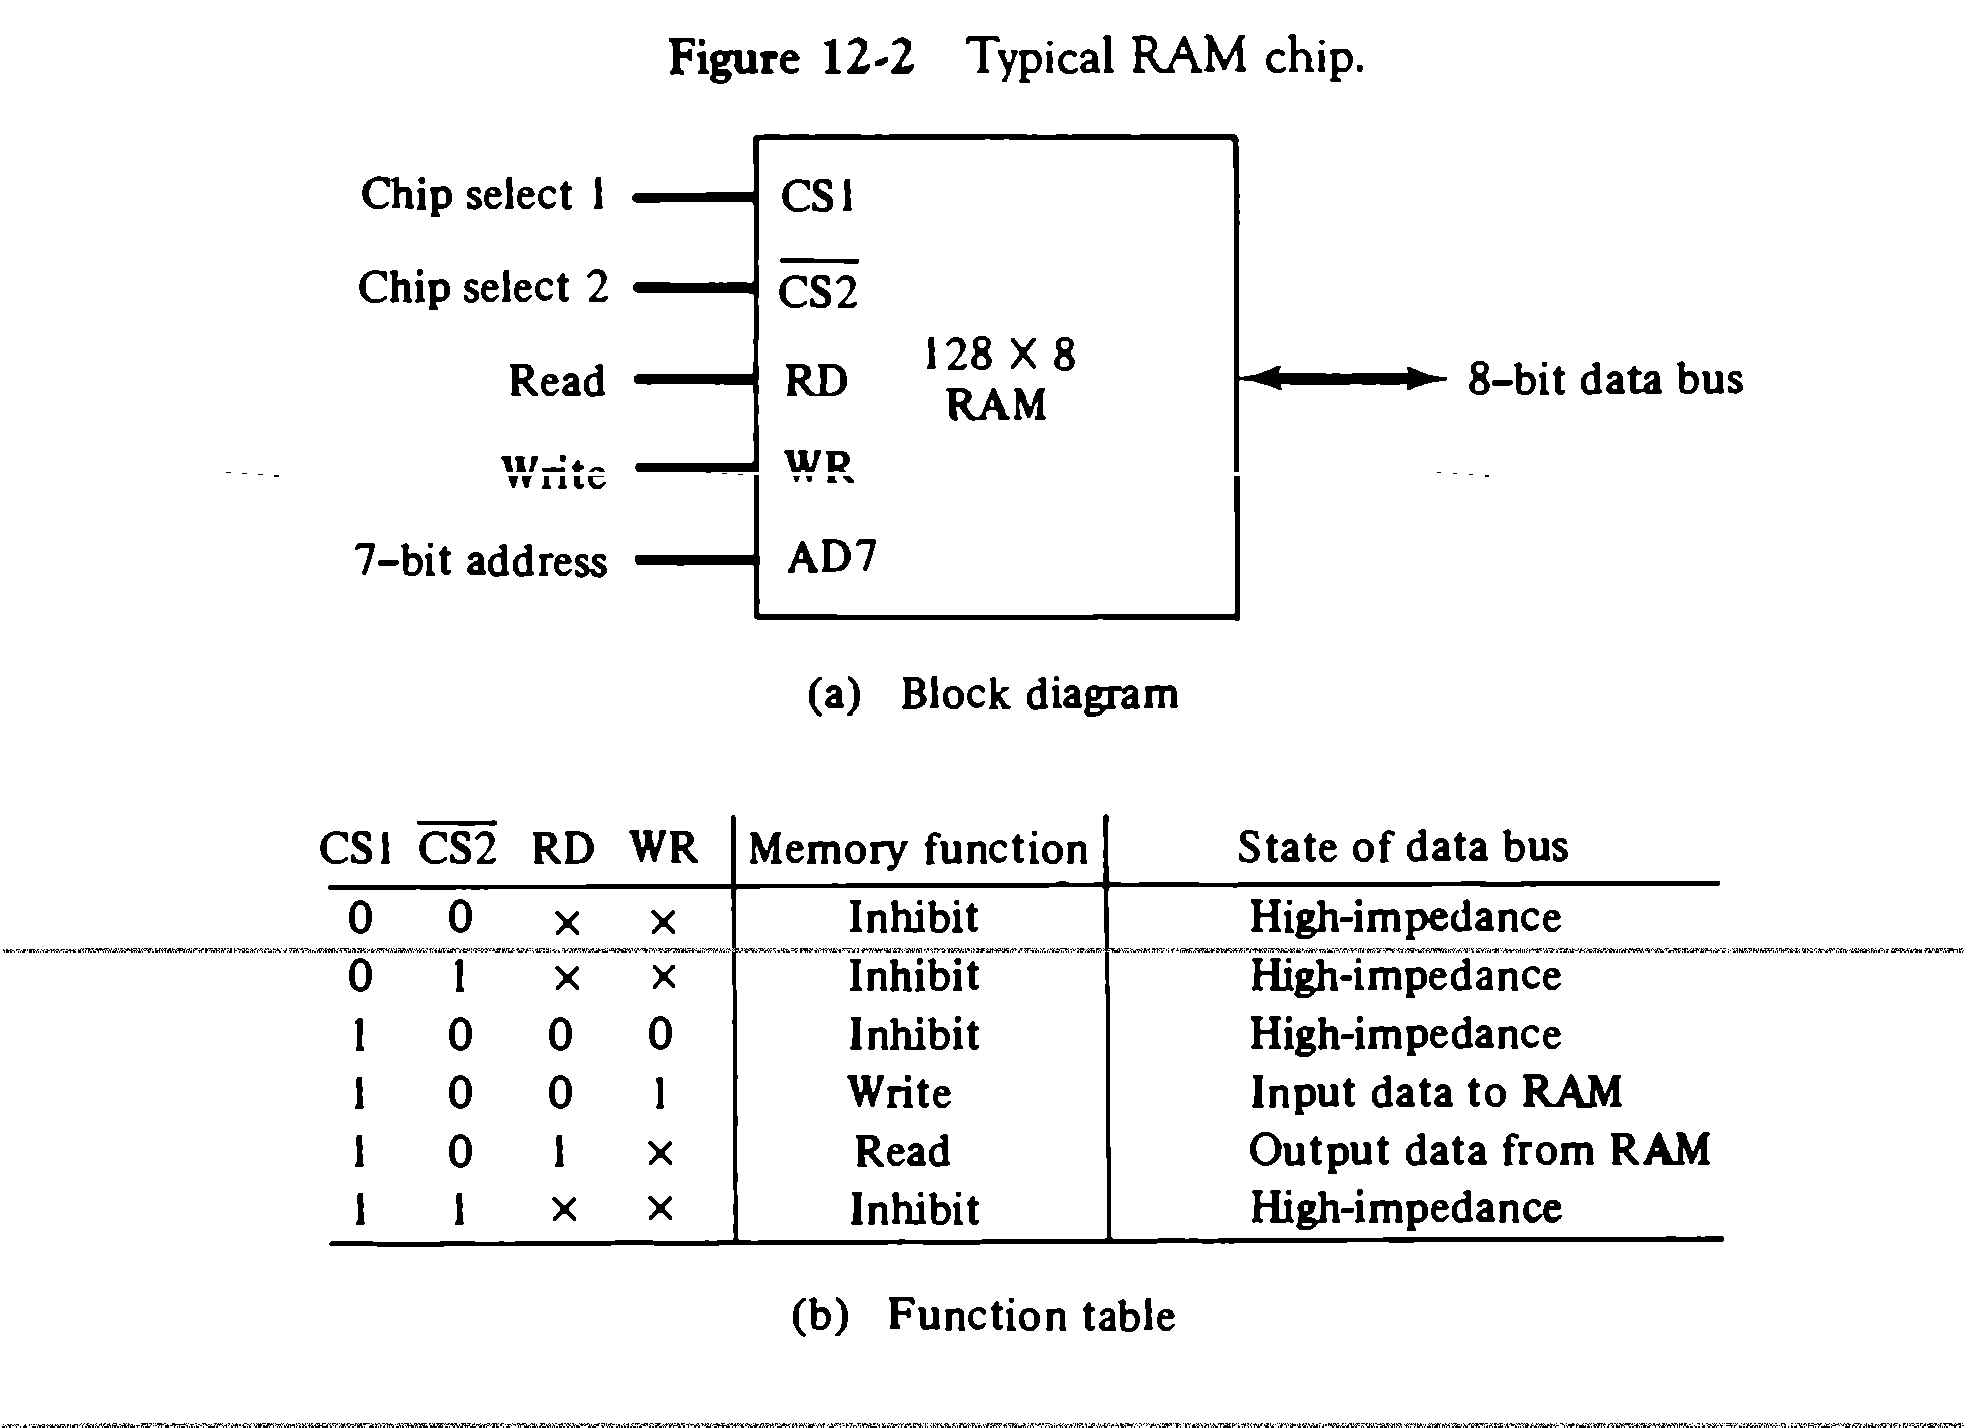 Figure 12-2 Typical RAM chip.
Chip select 1 CS1
Chip select 2 C̅S̅2̅
128 × 8
Read RD RAM 8-bit data bus
Write WR
7-bit address AD7
(a) Block diagram
CS1 C̅S̅2̅ RD WR Memory function State of data bus
0 0 × × Inhibit High-impedance
0 1 × × Inhibit High-impedance
1 0 0 0 Inhibit High-impedance
1 0 0 1 Write Input data to RAM
1 0 1 × Read Output data from RAM
1 1 × × Inhibit High-impedance
(b) Function table